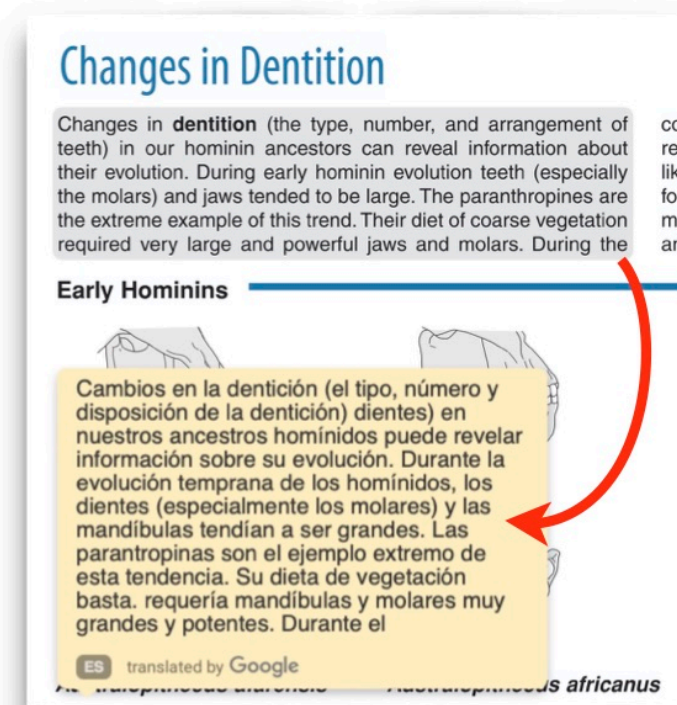 Changes in Dentition
Changes in dentition (the type, number, and arrangement of
teeth) in our hominin ancestors can reveal information about
their evolution. During early hominin evolution teeth (especially
the molars) and jaws tended to be large. The paranthropines are
the extreme example of this trend. Their diet of coarse vegetation
required very large and powerful jaws and molars. During the
Early Hominins
Cambios en la dentición (el tipo, número y
disposición de la dentición) dientes) en
nuestros ancestros homínidos puede revelar
información sobre su evolución. Durante la
evolución temprana de los homínidos, los
dientes (especialmente los molares) y las
mandíbulas tendían a ser grandes. Las
parantropinas son el ejemplo extremo de
esta tendencia. Su dieta de vegetación
basta. requería mandíbulas y molares muy
grandes y potentes. Durante el
ES translated by Google
africanus